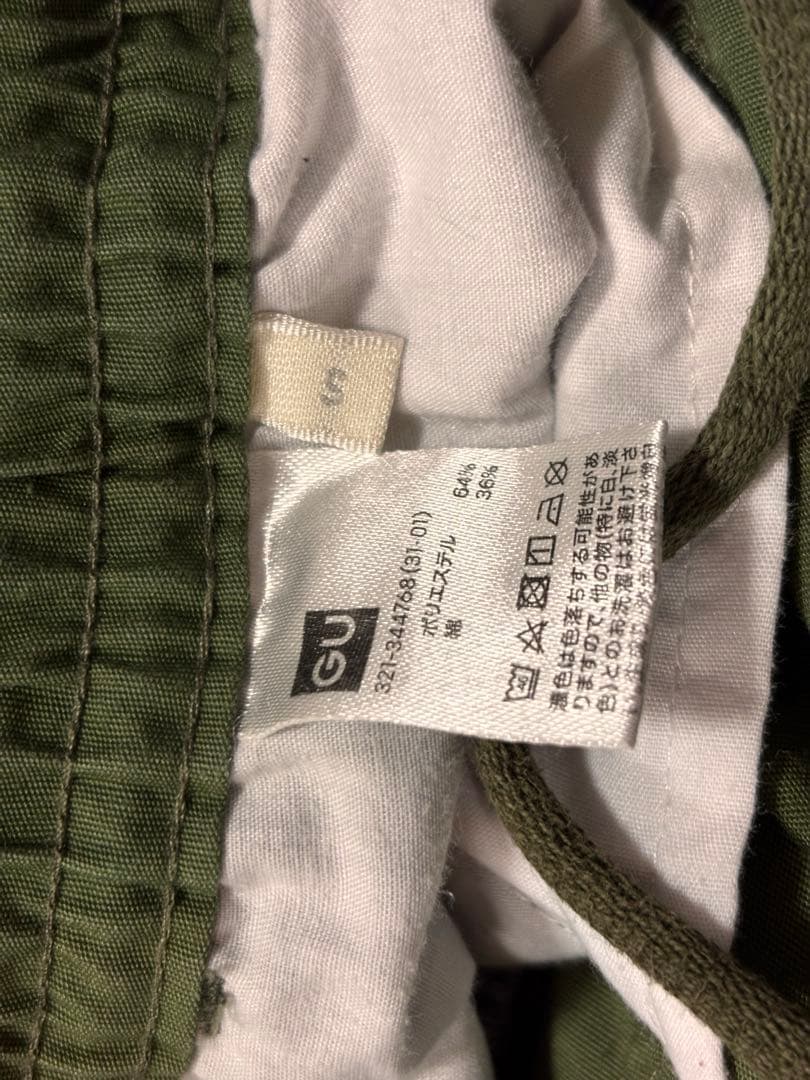 S
GU
321-344768(31-01)
ポリエステル 64%
綿 36%
40
濃色は色落ちする可能性があ
りますので、他の物(特に白、淡
色)とのお洗濯はお避け下さ